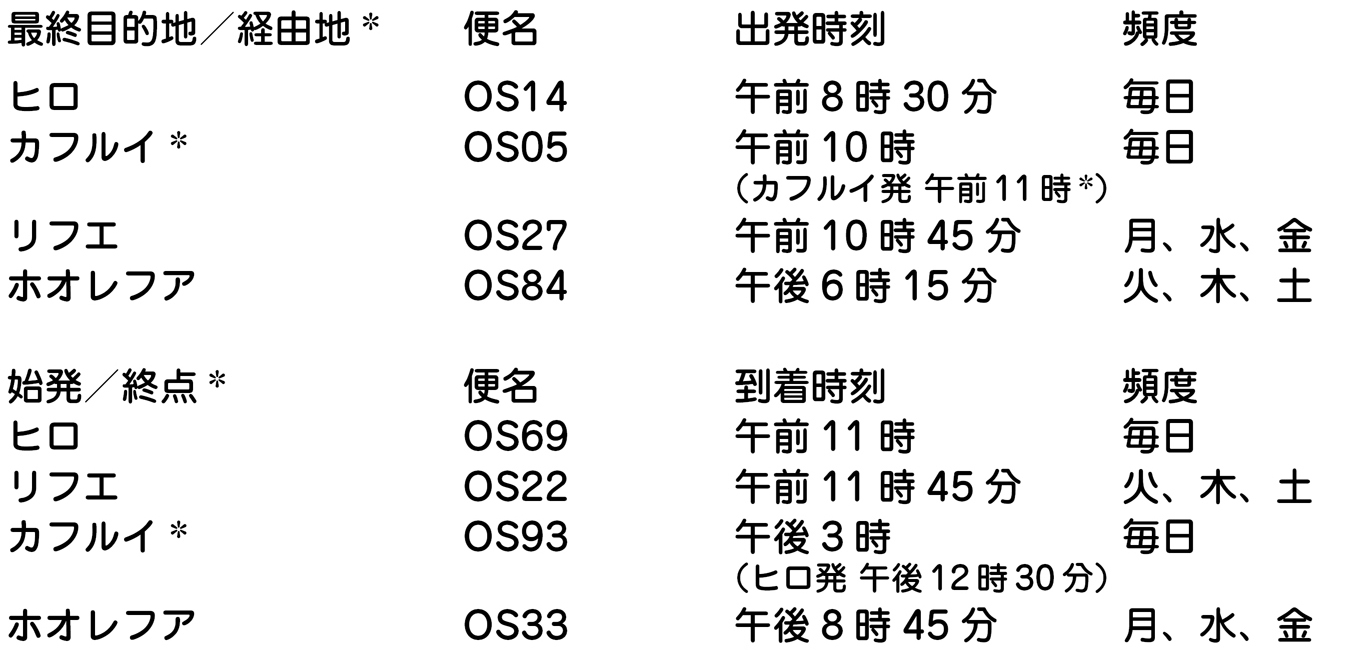 最終目的地／経由地＊ 便名 出発時刻 頻度
ヒロ OS14 午前 8 時 30 分 毎日
カフルイ＊ OS05 午前 10 時 毎日
（カフルイ発 午前11時＊）
リフエ OS27 午前 10 時 45 分 月、水、金
ホオレフア OS84 午後 6 時 15 分 火、木、土
始発／終点＊ 便名 到着時刻 頻度
ヒロ OS69 午前 11 時 毎日
リフエ OS22 午前 11 時 45 分 火、木、土
カフルイ＊ OS93 午後 3 時 毎日
（ヒロ発 午後12時30分）
ホオレフア OS33 午後 8 時 45 分 月、水、金